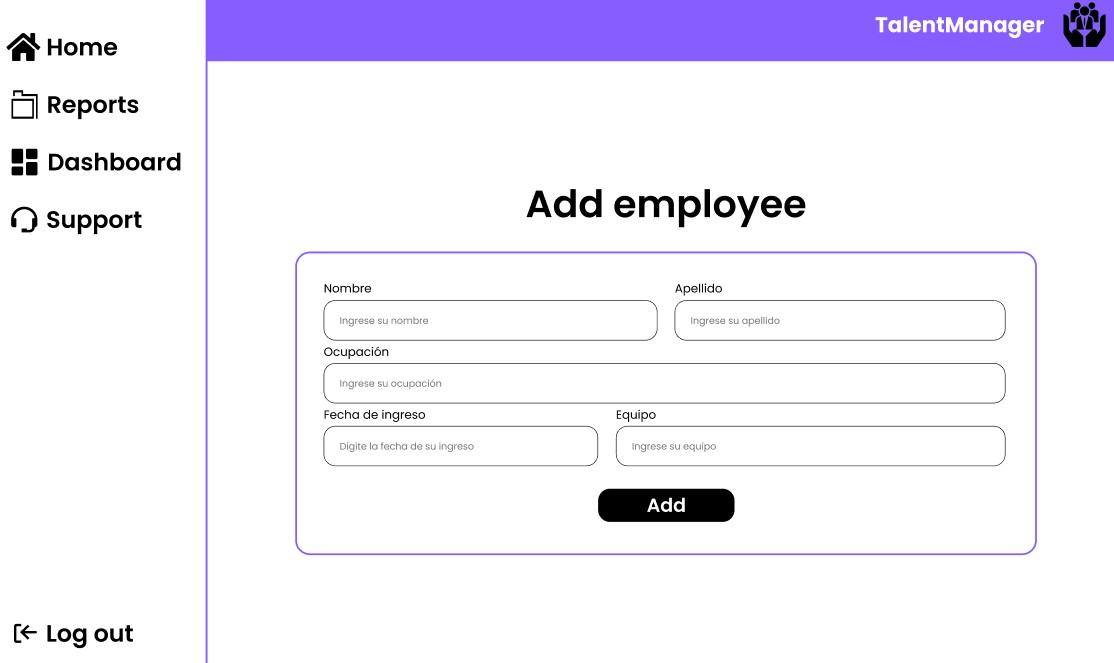 TalentManager
Home
Reports
Dashboard
Support
Add employee
Nombre
Apellido
Ingrese su nombre
Ingrese su apellido
Ocupación
Ingrese su ocupación
Fecha de ingreso
Equipo
Digite la fecha de su ingreso
Ingrese su equipo
Add
Log out